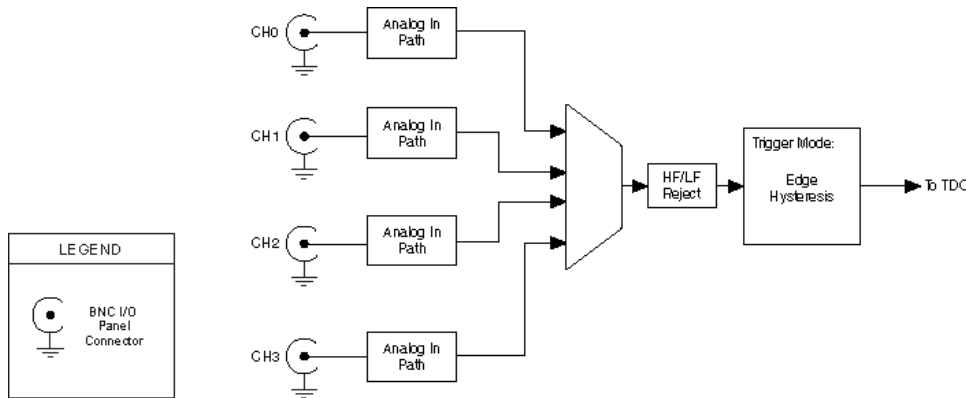 CH0
Analog In
Path
CH1
Analog In
Path
CH2
Analog In
Path
CH3
Analog In
Path
HF/LF
Reject
Trigger Mode:
Edge
Hysteresis
To TDC
LEGEND
BNC I/O
Panel
Connector